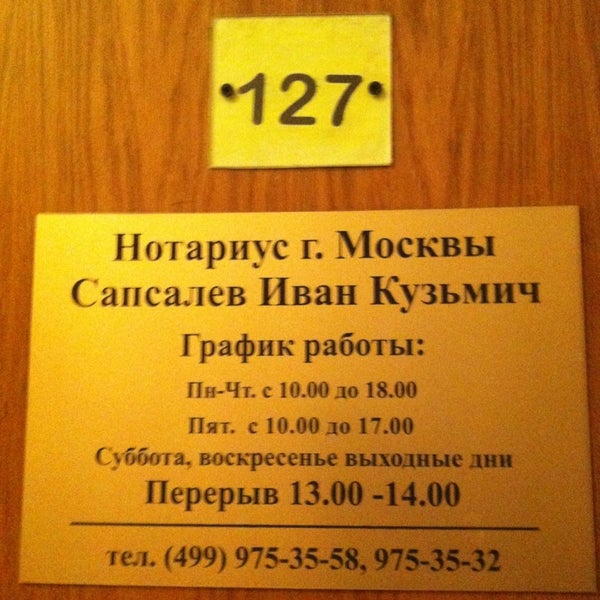 127
Нотариус г. Москвы
Сапсалев Иван Кузьмич
График работы:
Пн-Чт. с 10.00 до 18.00
Пят. с 10.00 до 17.00
Суббота, воскресенье выходные дни
Перерыв 13.00 -14.00
тел. (499) 975-35-58, 975-35-32